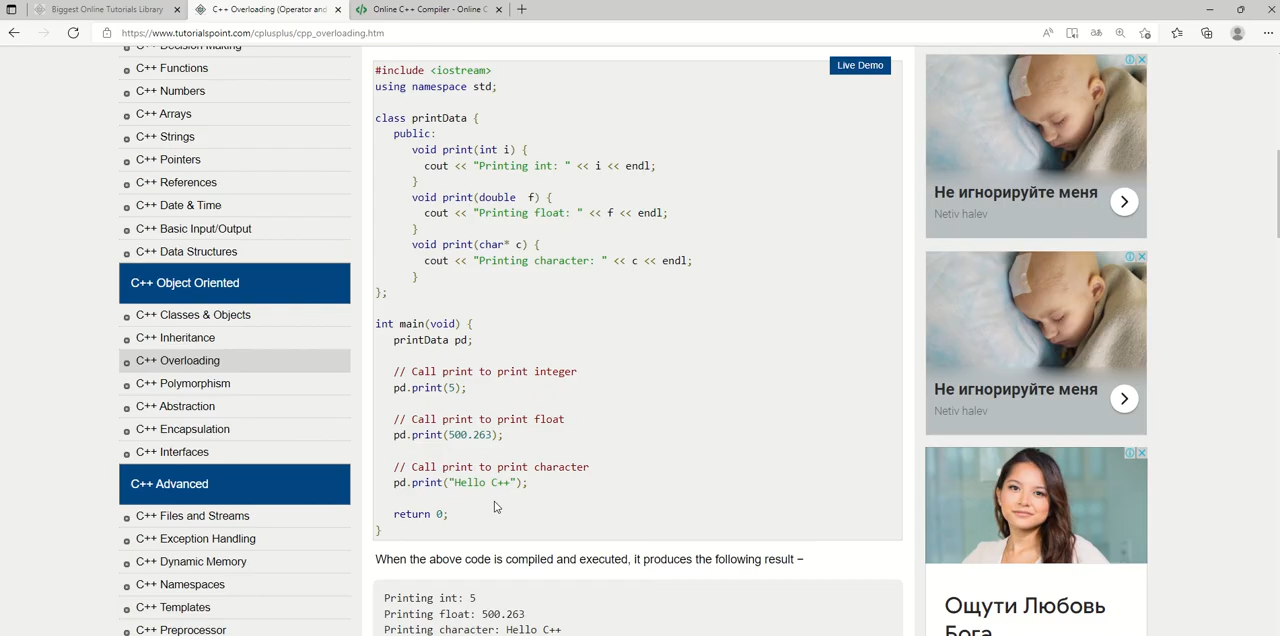 Biggest Online Tutorials Library
C++ Overloading (Operator and
Online C++ Compiler - Online C
https://www.tutorialspoint.com/cplusplus/cpp_overloading.htm
C++ Decision Making
C++ Functions
C++ Numbers
C++ Arrays
C++ Strings
C++ Pointers
C++ References
C++ Date & Time
C++ Basic Input/Output
C++ Data Structures
C++ Object Oriented
C++ Classes & Objects
C++ Inheritance
C++ Overloading
C++ Polymorphism
C++ Abstraction
C++ Encapsulation
C++ Interfaces
C++ Advanced
C++ Files and Streams
C++ Exception Handling
C++ Dynamic Memory
C++ Namespaces
C++ Templates
C++ Preprocessor
Live Demo
#include <iostream>
using namespace std;
class printData {
public:
void print(int i) {
cout << "Printing int: " << i << endl;
}
void print(double  f) {
cout << "Printing float: " << f << endl;
}
void print(char* c) {
cout << "Printing character: " << c << endl;
}
};
int main(void) {
printData pd;
// Call print to print integer
pd.print(5);
// Call print to print float
pd.print(500.263);
// Call print to print character
pd.print("Hello C++");
return 0;
}
When the above code is compiled and executed, it produces the following result −
Printing int: 5
Printing float: 500.263
Printing character: Hello C++
Не игнорируйте меня
Netiv halev
Не игнорируйте меня
Netiv halev
Ощути Любовь
Бога